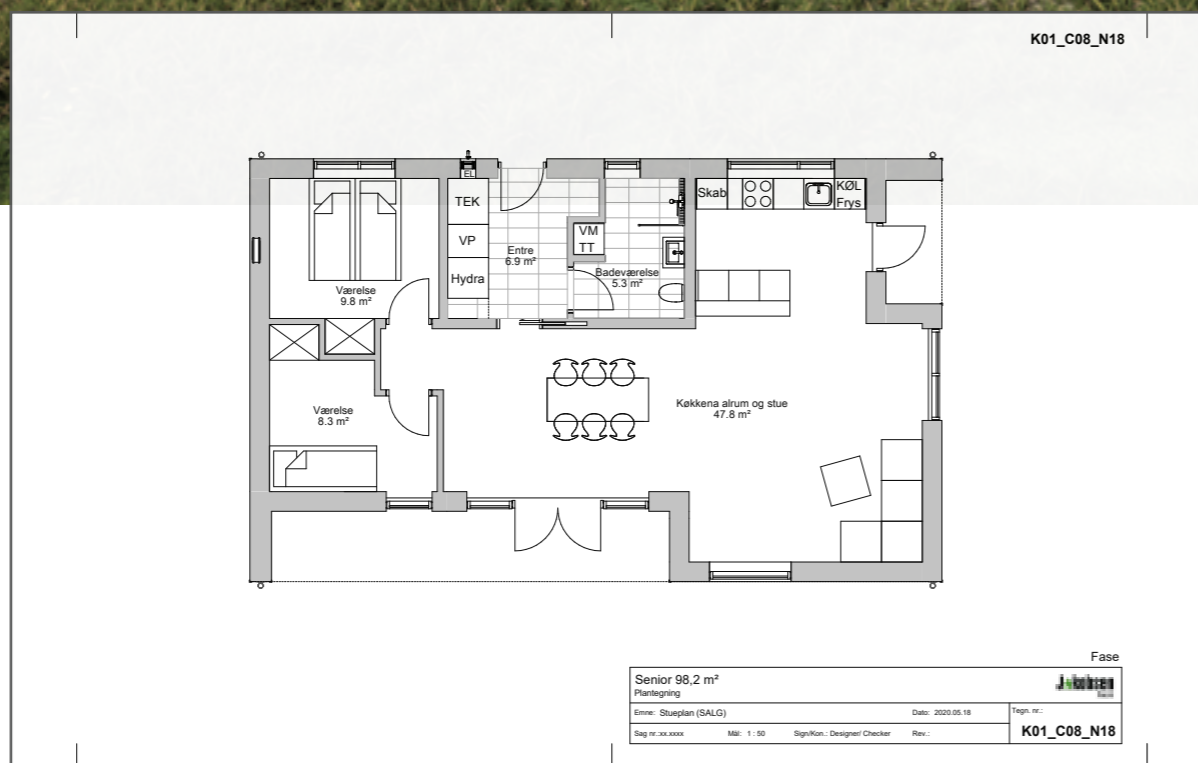 K01_C08_N18
EL
TEK
VP
Hydra
Entre
6.9 m²
VM
TT
Badeværelse
5.3 m²
Skab
KØL
Frys
Værelse
9.8 m²
Værelse
8.3 m²
Køkkena alrum og stue
47.8 m²
Fase
Senior 98,2 m²
Plantegning
Emne: Stueplan (SALG)
Dato: 2020.05.18
Tegn. nr.:
Sag nr.:xx.xxxx
Mål: 1 : 50
Sign/Kon.: Designer/ Checker
Rev.:
K01_C08_N18